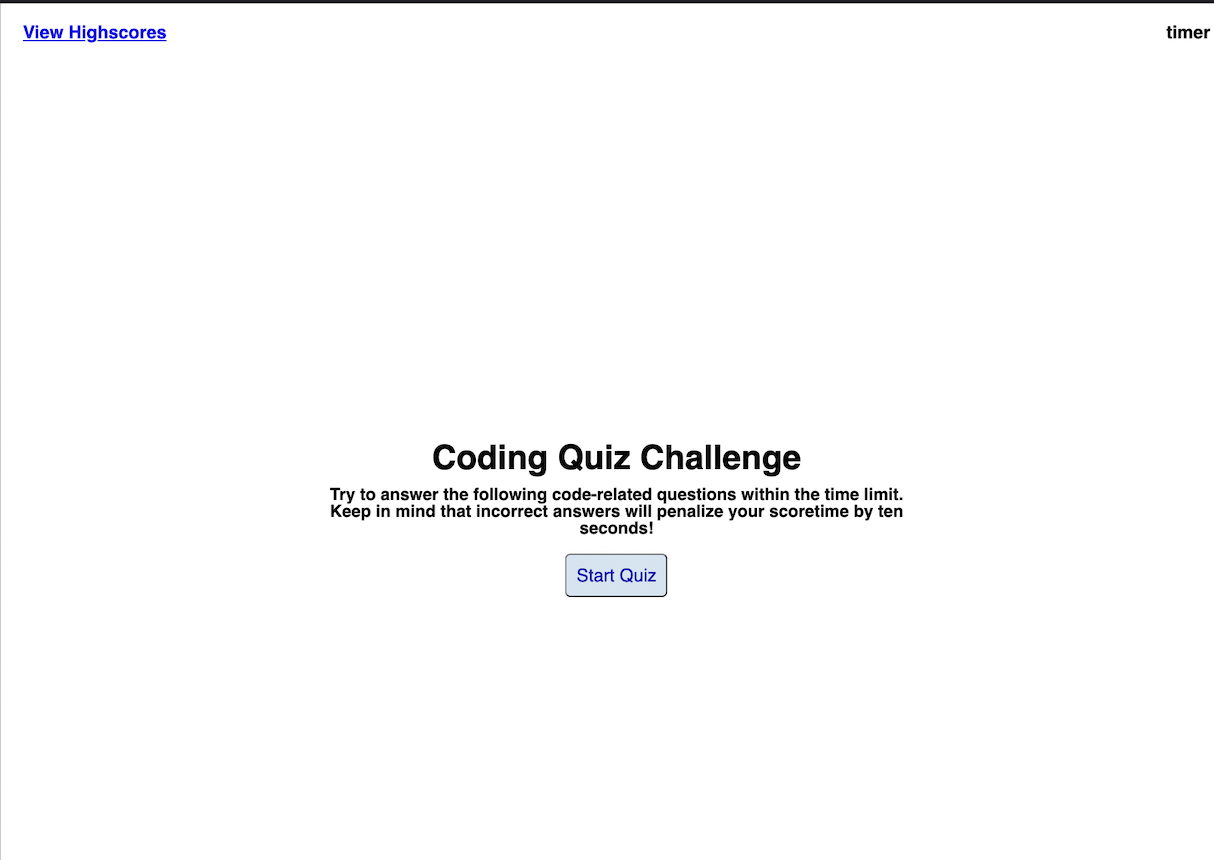 View Highscores
timer
Coding Quiz Challenge
Try to answer the following code-related questions within the time limit.
Keep in mind that incorrect answers will penalize your scoretime by ten
seconds!
Start Quiz